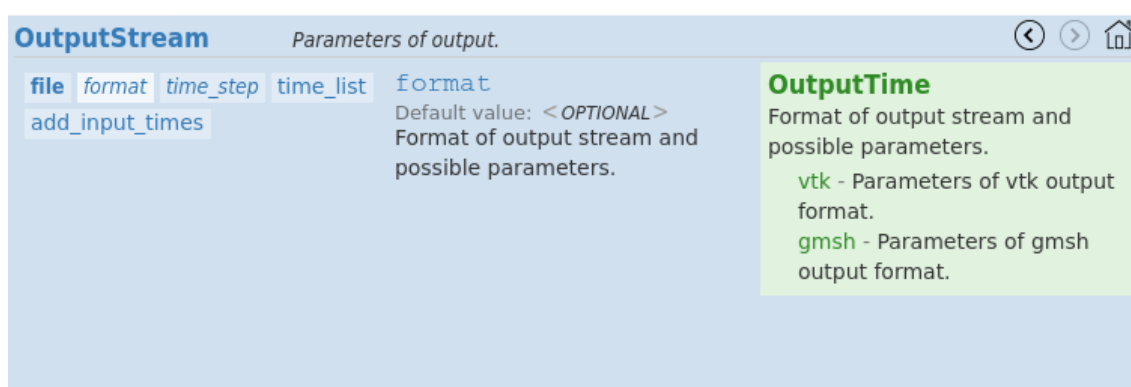 OutputStream Parameters of output.
file format time_step time_list
add_input_times
format
Default value: <OPTIONAL>
Format of output stream and
possible parameters.
OutputTime
Format of output stream and
possible parameters.
vtk - Parameters of vtk output
format.
gmsh - Parameters of gmsh
output format.